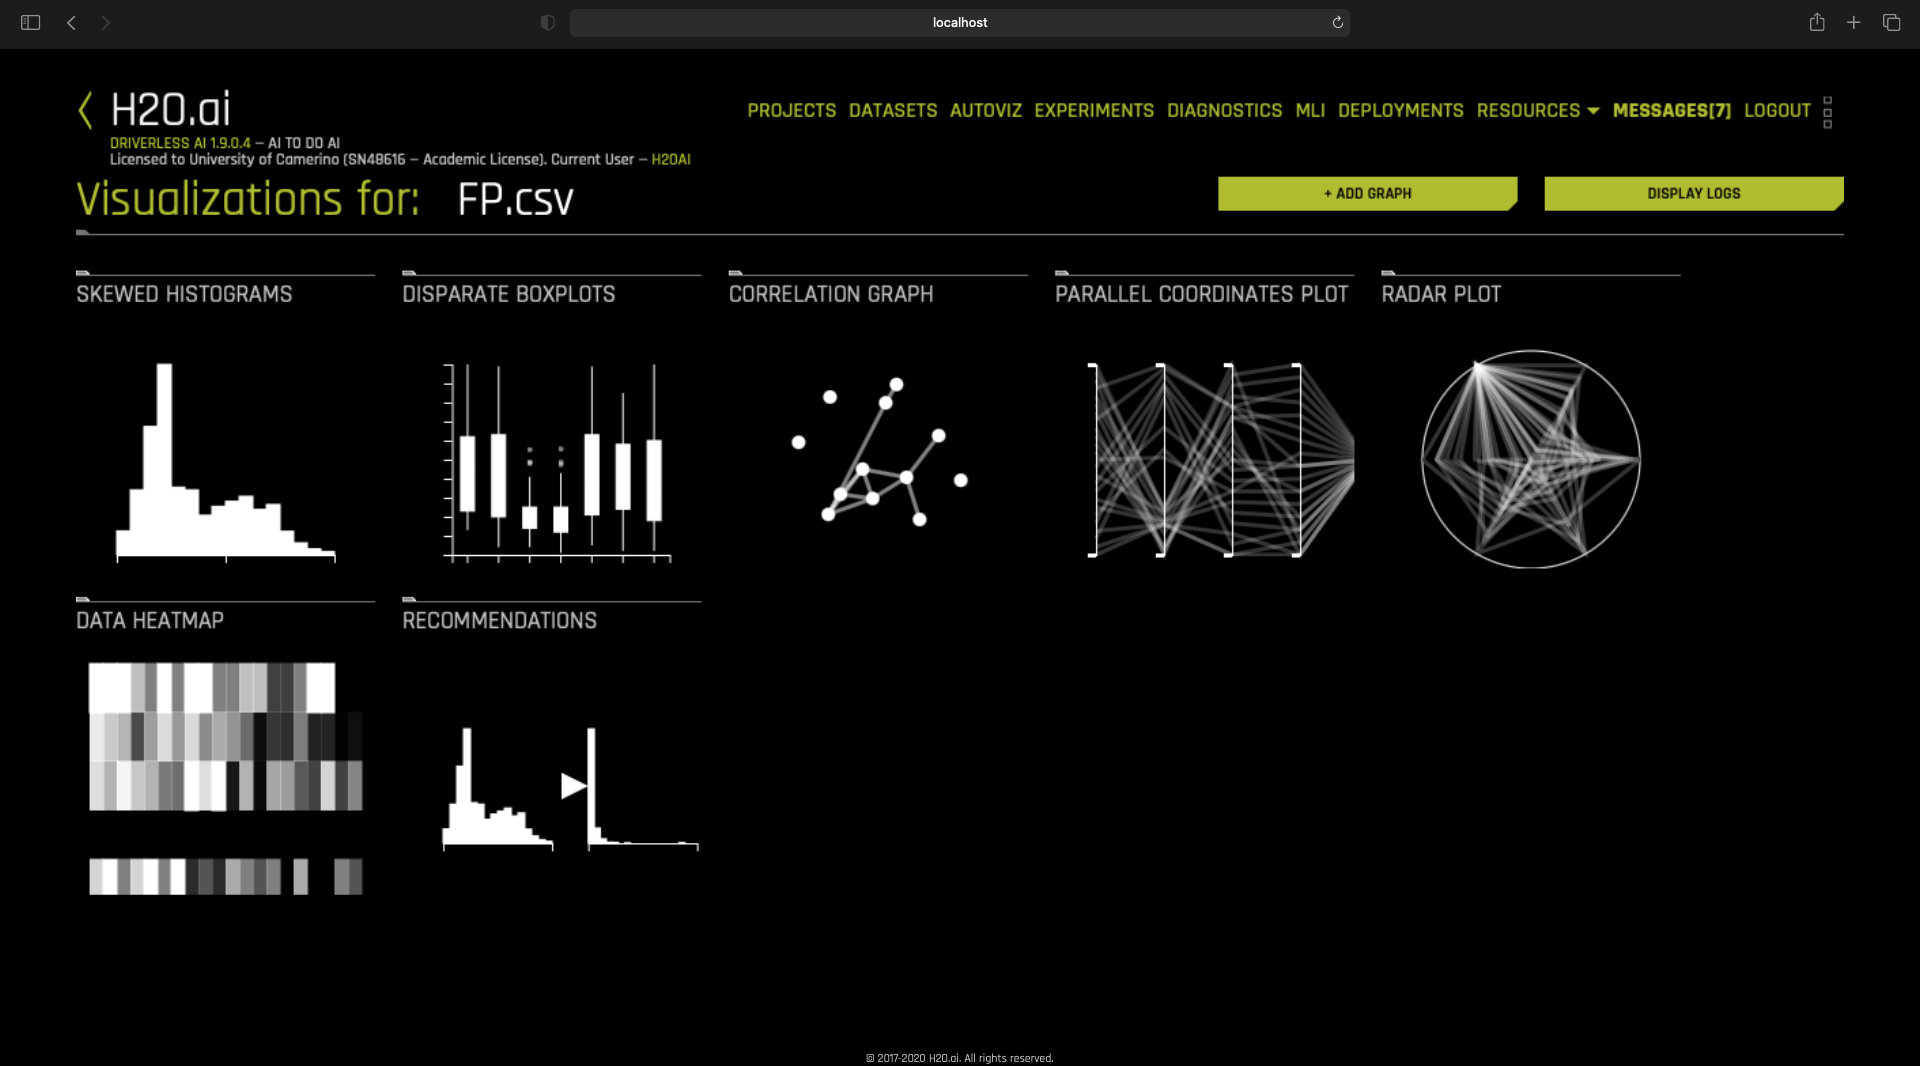 localhost
H2O.ai
PROJECTS DATASETS AUTOVIZ EXPERIMENTS DIAGNOSTICS MLI DEPLOYMENTS RESOURCES MESSAGES[7] LOGOUT
DRIVERLESS AI 1.9.0.4 – AI TO DO AI
Licensed to University of Camerino (SN48616 – Academic License). Current User – H2OAI
Visualizations for: FP.csv
+ ADD GRAPH
DISPLAY LOGS
SKEWED HISTOGRAMS
DISPARATE BOXPLOTS
CORRELATION GRAPH
PARALLEL COORDINATES PLOT
RADAR PLOT
DATA HEATMAP
RECOMMENDATIONS
© 2017-2020 H2O.ai. All rights reserved.